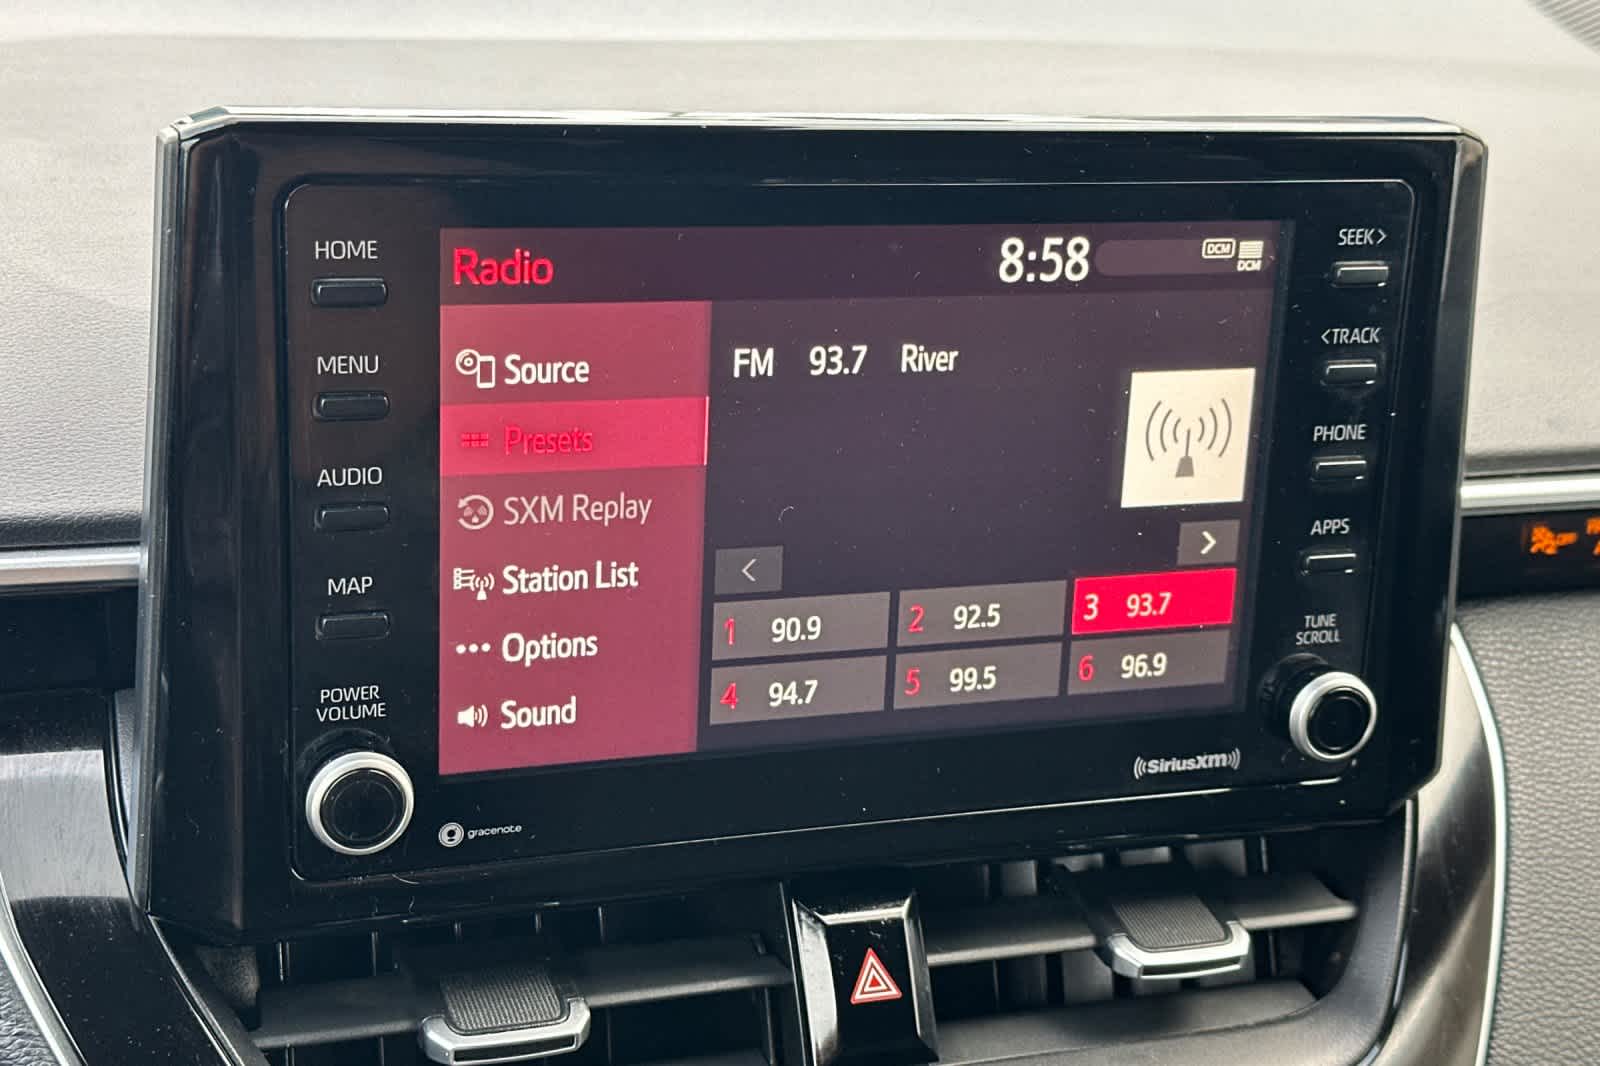 HOME
MENU
AUDIO
MAP
POWER
VOLUME
Radio
8:58
DCM
DCM
Source
Presets
SXM Replay
Station List
Options
Sound
FM 93.7 River
<
>
1 90.9
2 92.5
3 93.7
4 94.7
5 99.5
6 96.9
gracenote
SiriusXm
SEEK>
<TRACK
PHONE
APPS
TUNE
SCROLL